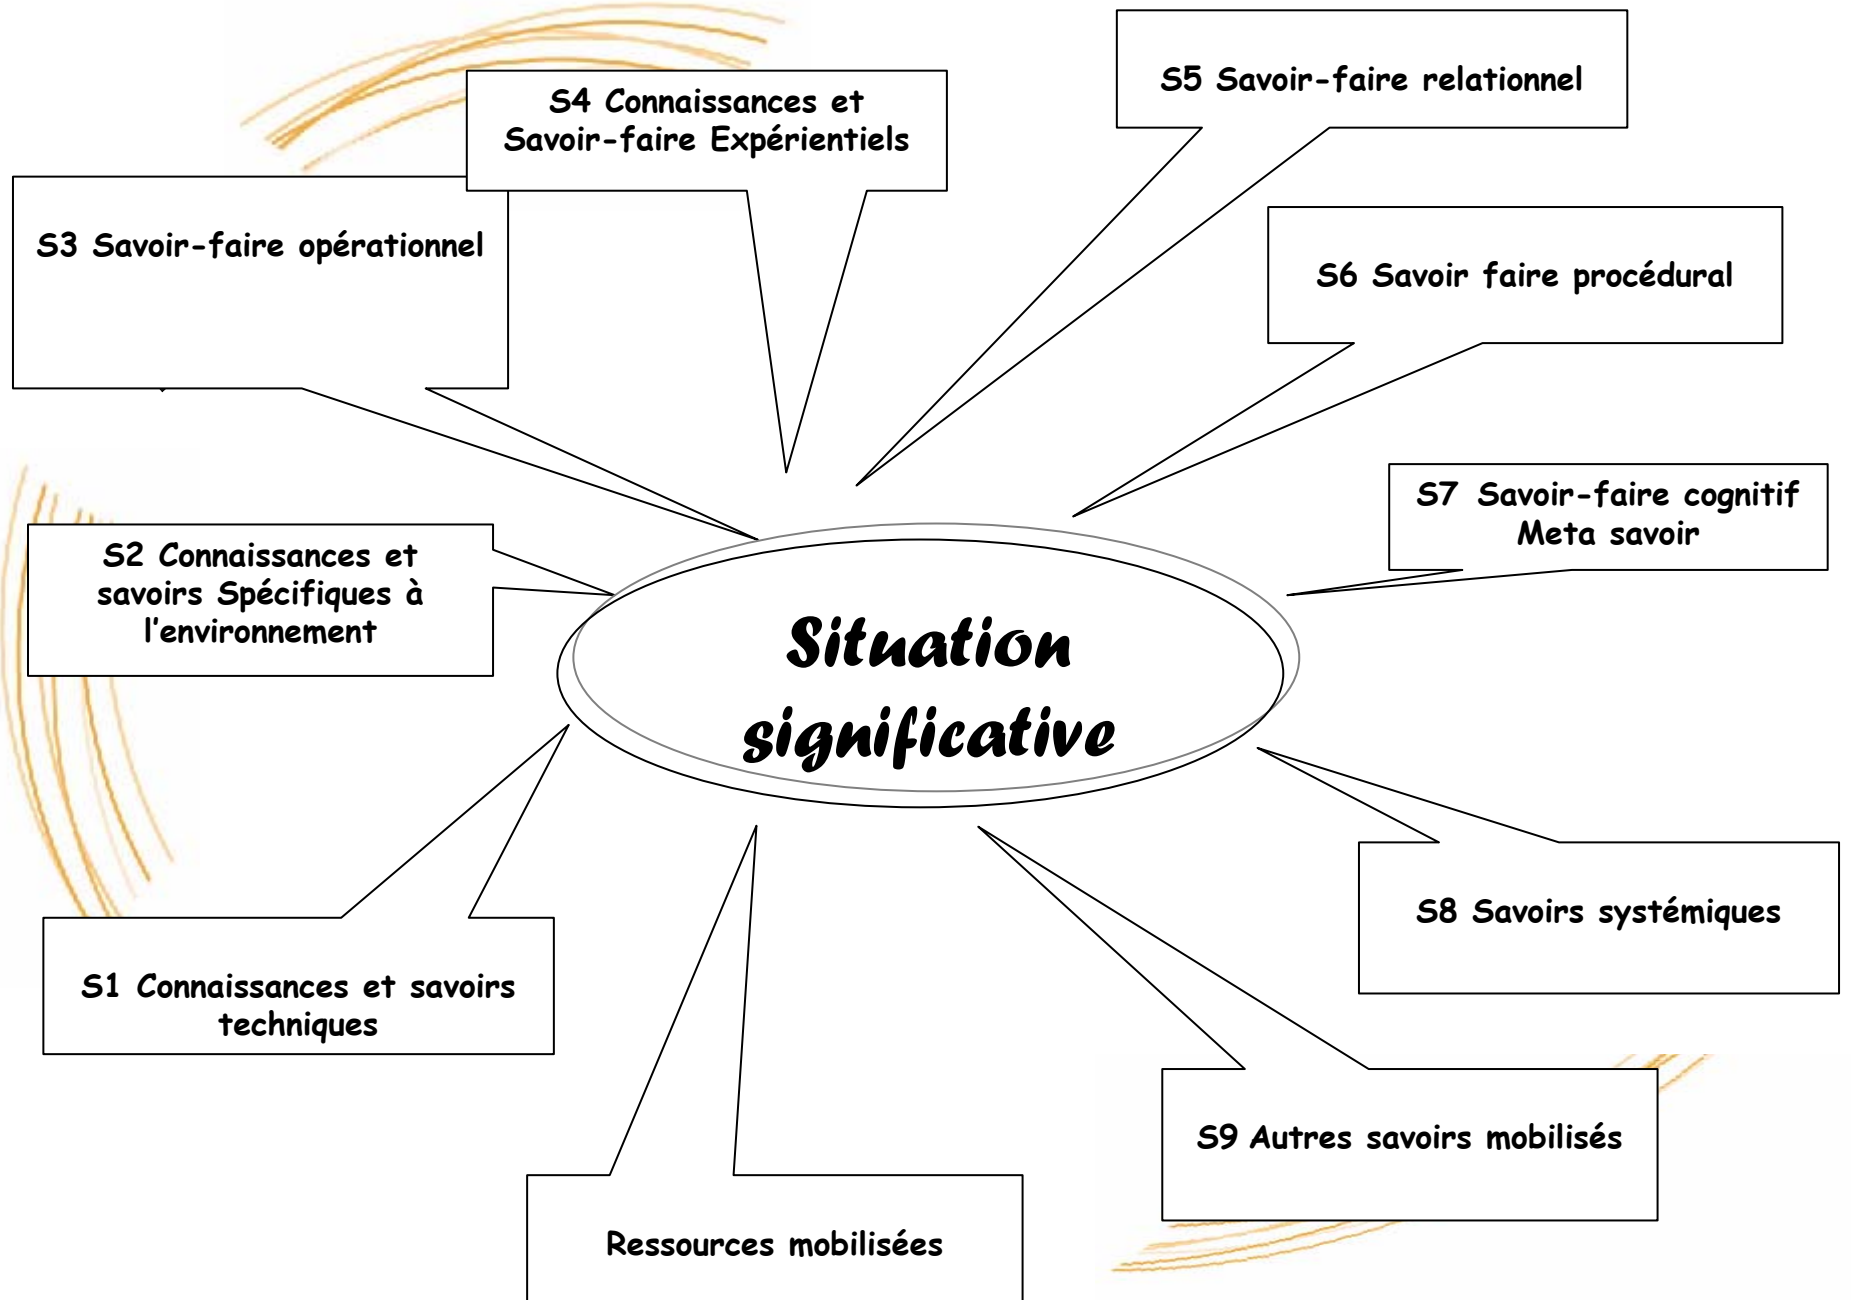 S4 Connaissances et
Savoir-faire Expérientiels
S5 Savoir-faire relationnel
S3 Savoir-faire opérationnel
S6 Savoir faire procédural
S7 Savoir-faire cognitif
Meta savoir
S2 Connaissances et
savoirs Spécifiques à
l'environnement
Situation
significative
S8 Savoirs systémiques
S1 Connaissances et savoirs
techniques
S9 Autres savoirs mobilisés
Ressources mobilisées